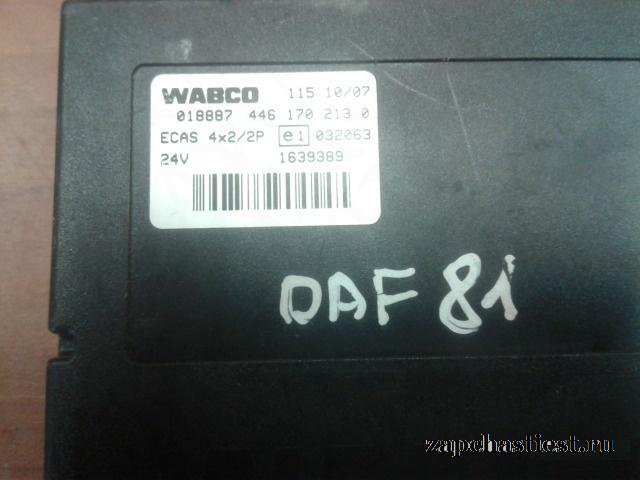 WABCO 115 10/07
018887 446 170 213 0
ECAS 4x2/2P e1 032063
24V 1639389
DAF 81
zapchastiest.ru